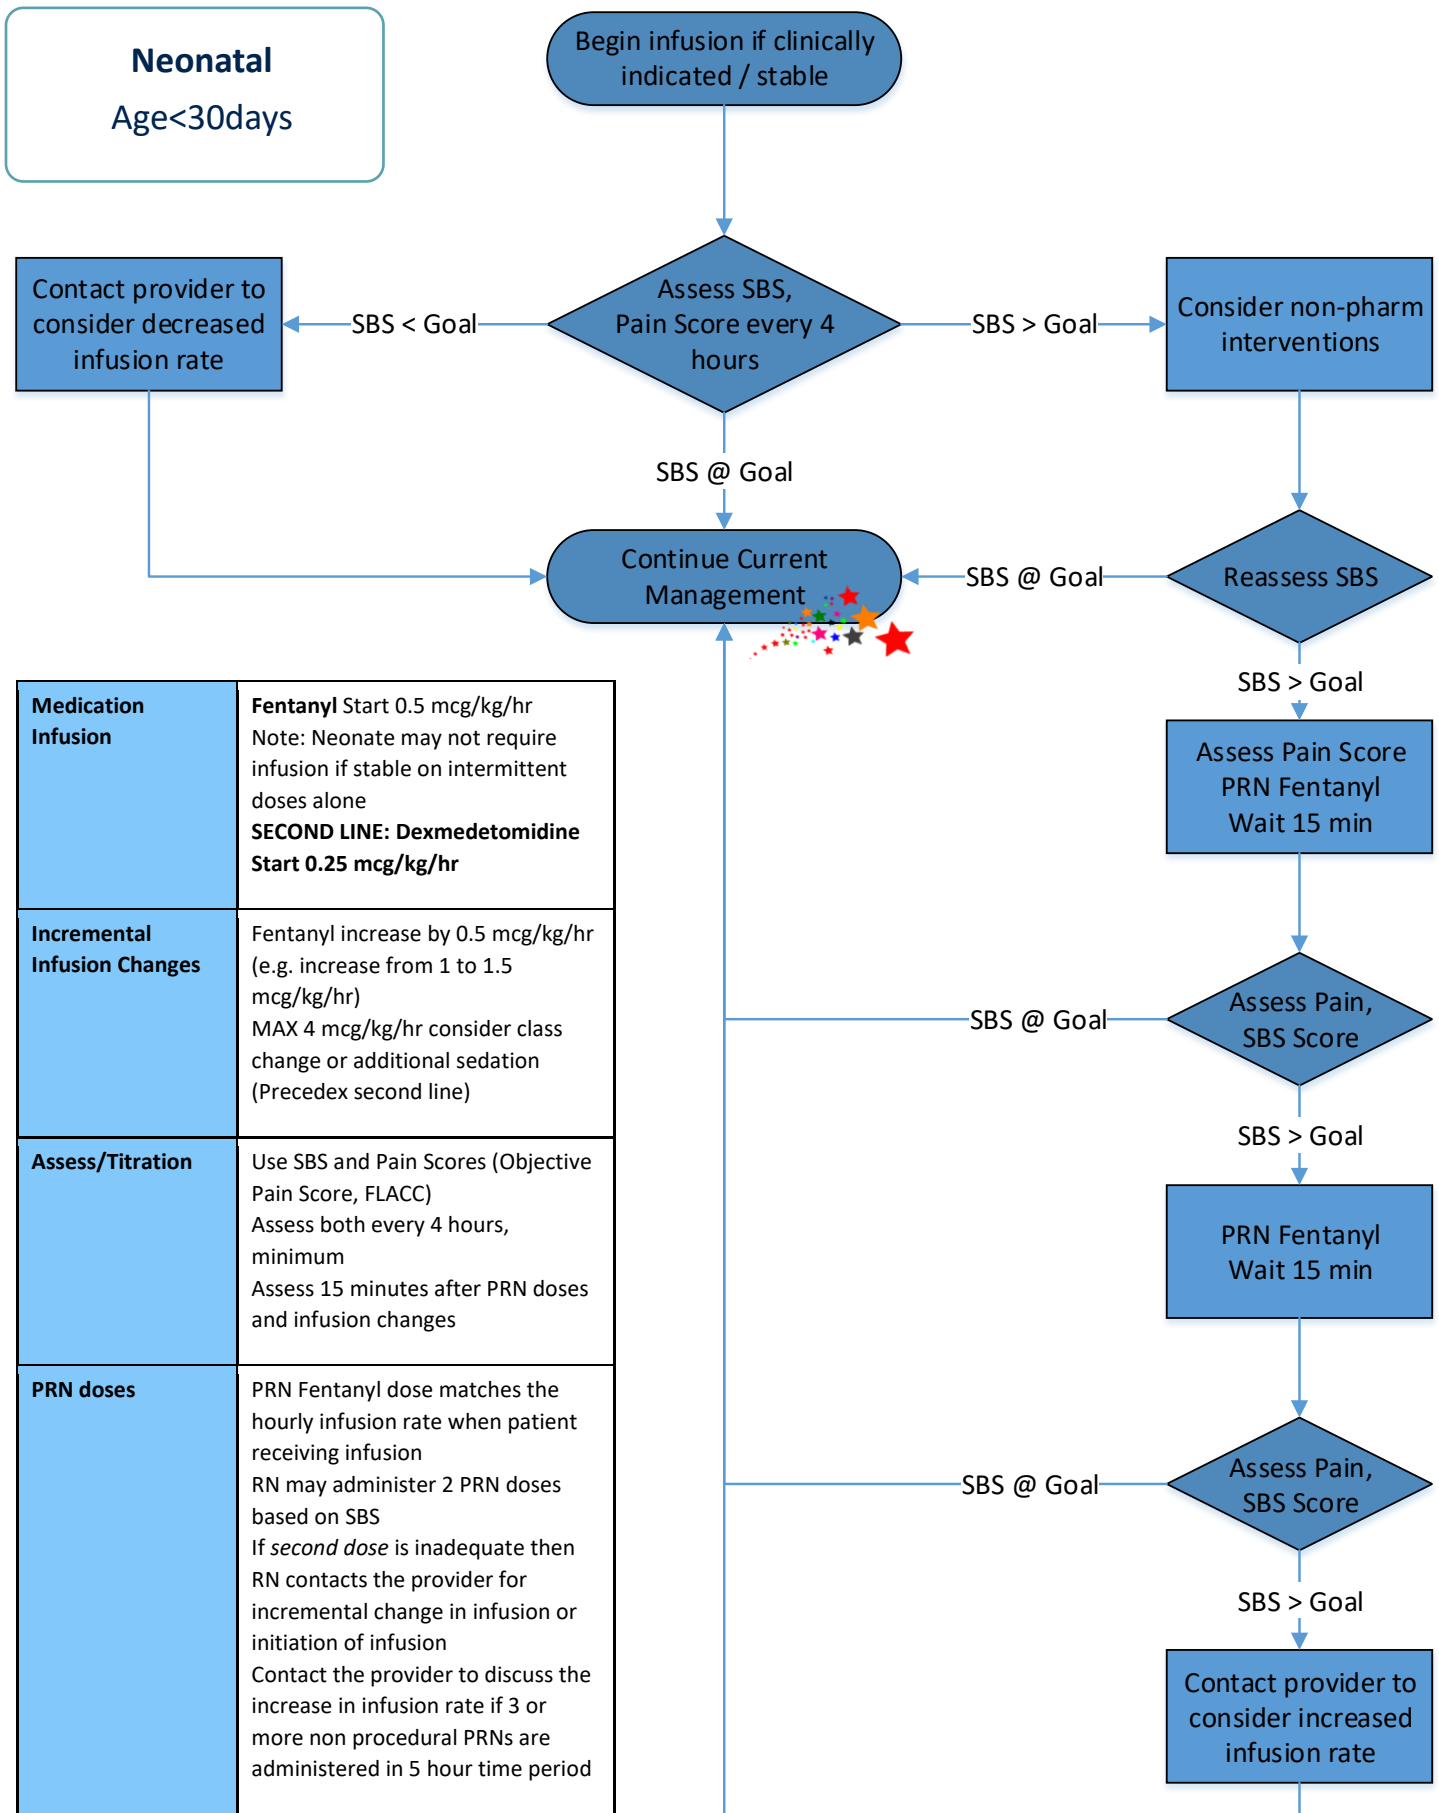 Neonatal
Age<30days
Begin infusion if clinically
indicated / stable
Contact provider to
consider decreased
infusion rate
SBS < Goal
Assess SBS,
Pain Score every 4
hours
SBS > Goal
Consider non-pharm
interventions
SBS @ Goal
Continue Current
Management
SBS @ Goal
Reassess SBS
SBS > Goal
Assess Pain Score
PRN Fentanyl
Wait 15 min
SBS @ Goal
Assess Pain,
SBS Score
SBS > Goal
PRN Fentanyl
Wait 15 min
SBS @ Goal
Assess Pain,
SBS Score
SBS > Goal
Contact provider to
consider increased
infusion rate
Medication
Infusion
Fentanyl Start 0.5 mcg/kg/hr
Note: Neonate may not require
infusion if stable on intermittent
doses alone
SECOND LINE: Dexmedetomidine
Start 0.25 mcg/kg/hr
Incremental
Infusion Changes
Fentanyl increase by 0.5 mcg/kg/hr
(e.g. increase from 1 to 1.5
mcg/kg/hr)
MAX 4 mcg/kg/hr consider class
change or additional sedation
(Precedex second line)
Assess/Titration
Use SBS and Pain Scores (Objective
Pain Score, FLACC)
Assess both every 4 hours,
minimum
Assess 15 minutes after PRN doses
and infusion changes
PRN doses
PRN Fentanyl dose matches the
hourly infusion rate when patient
receiving infusion
RN may administer 2 PRN doses
based on SBS
If second dose is inadequate then
RN contacts the provider for
incremental change in infusion or
initiation of infusion
Contact the provider to discuss the
increase in infusion rate if 3 or
more non procedural PRNs are
administered in 5 hour time period